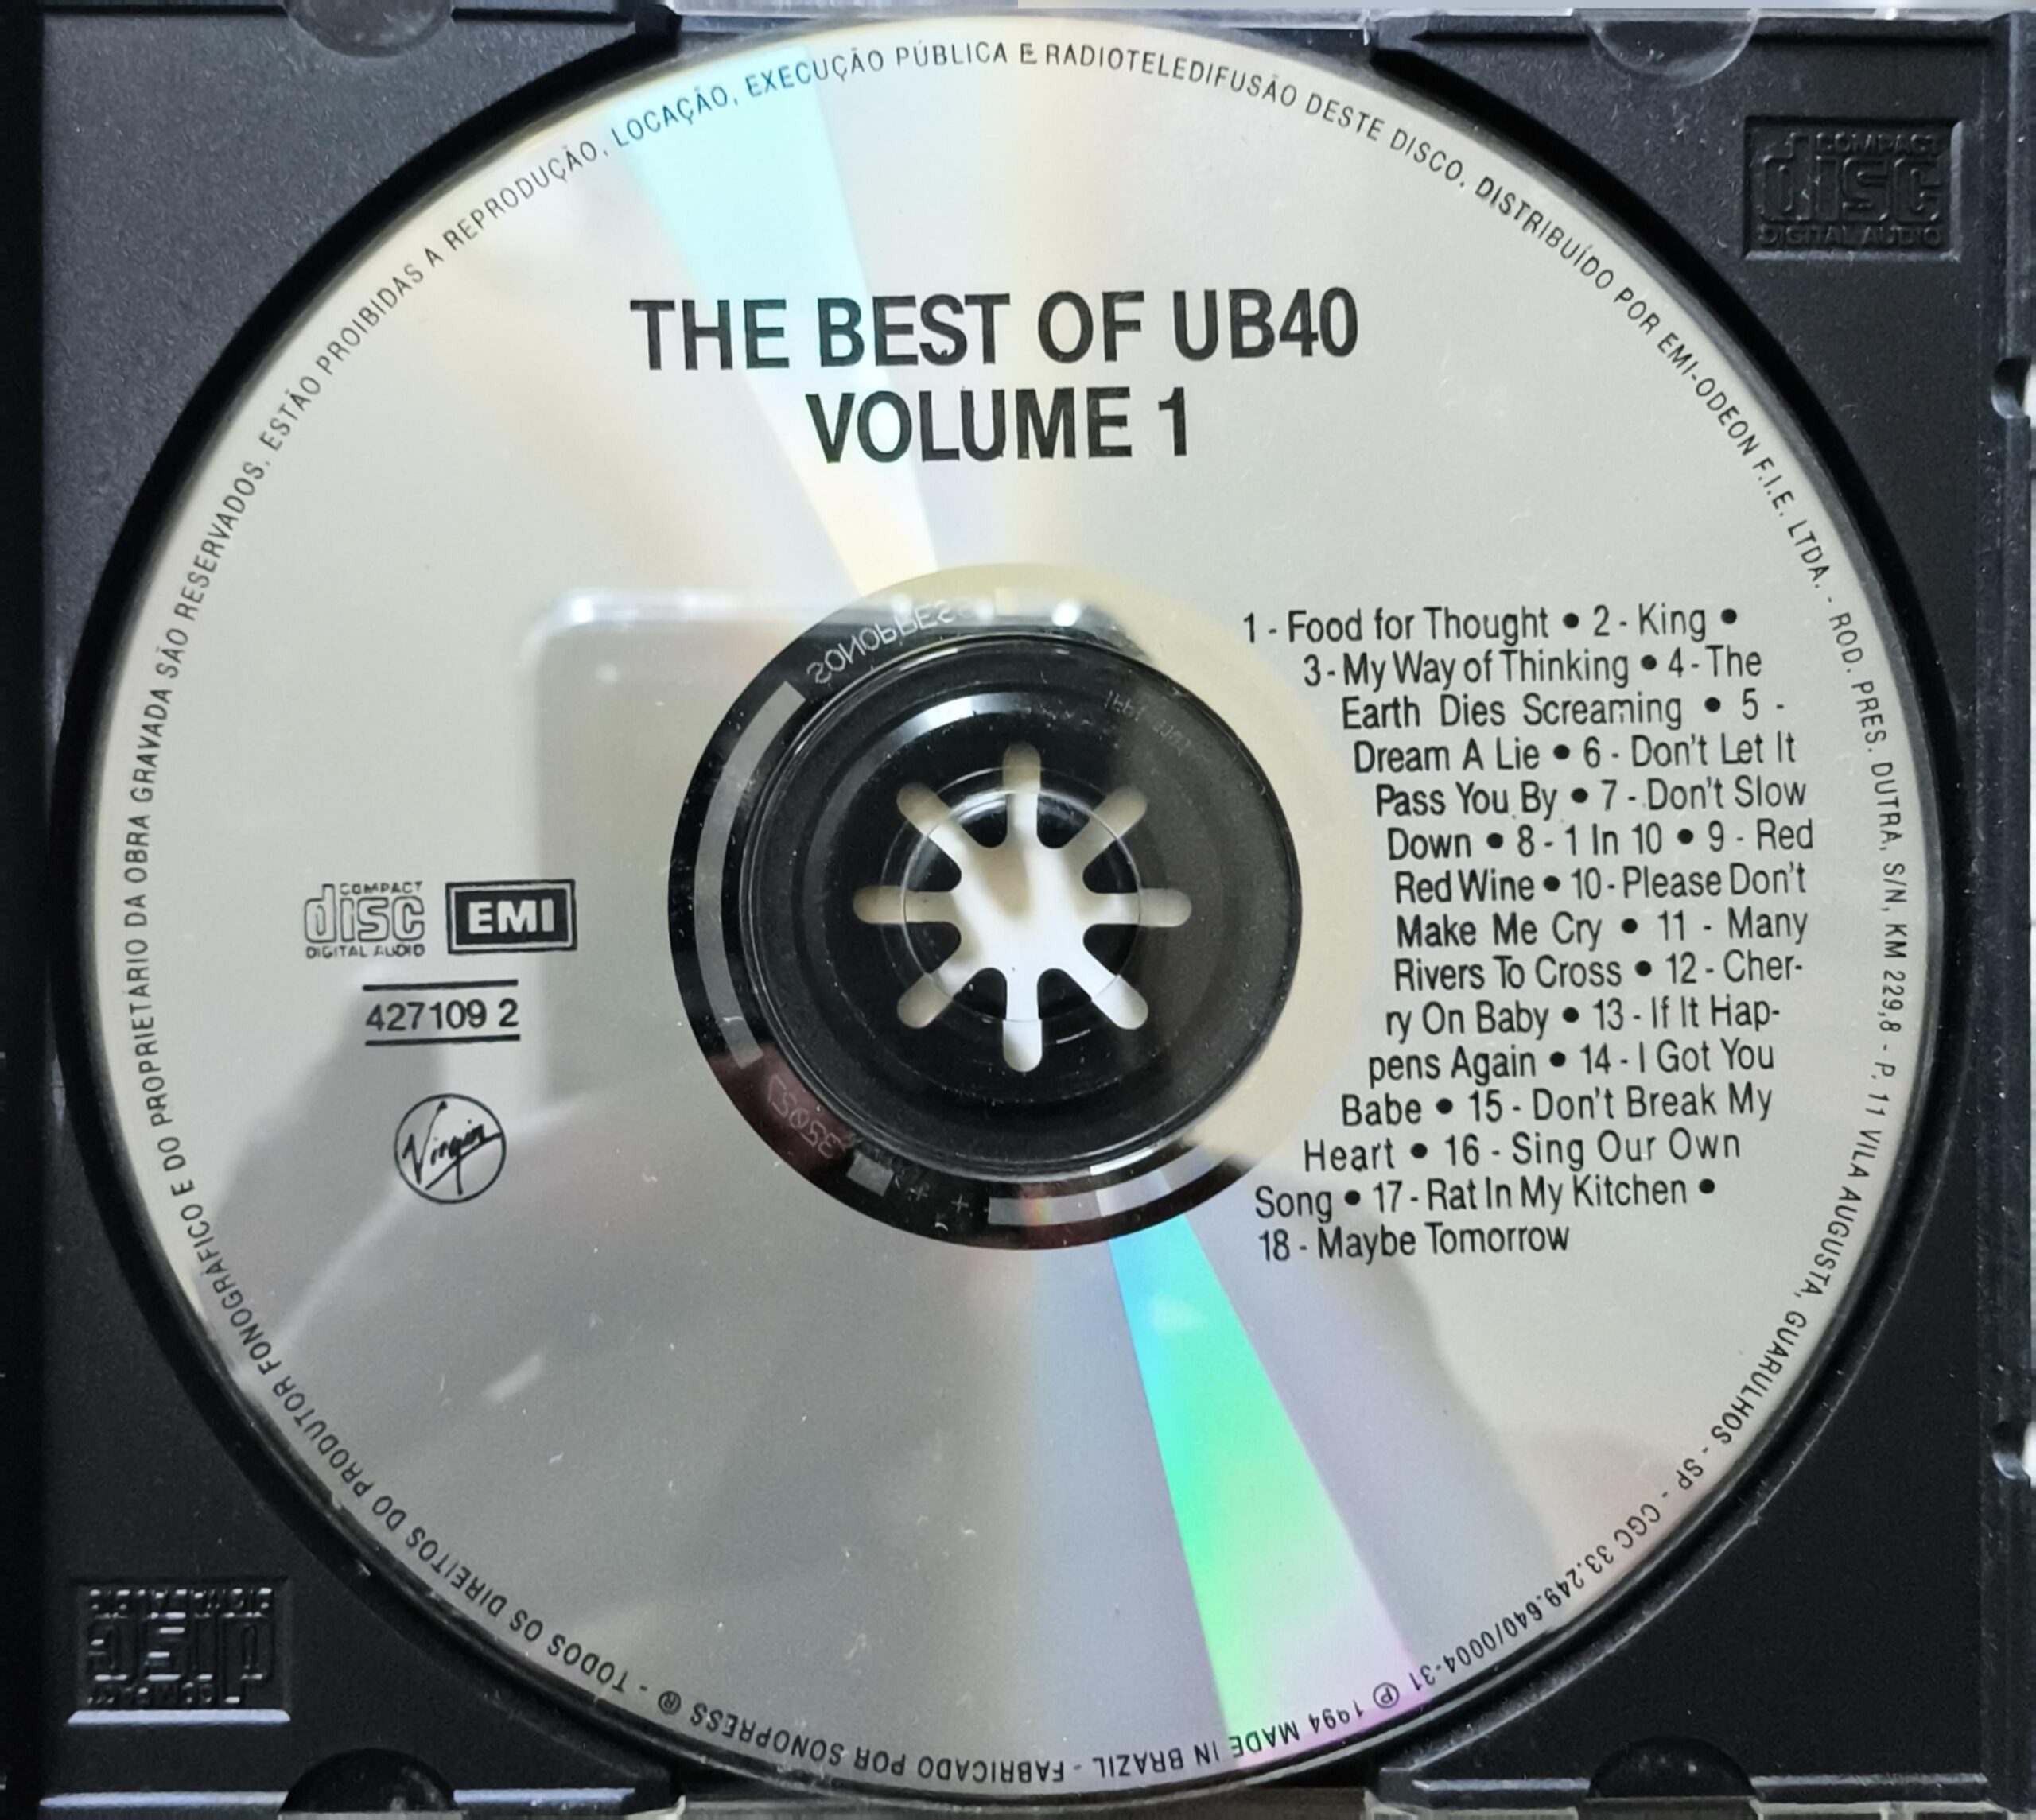 THE BEST OF UB40
VOLUME 1
1 - Food for Thought • 2 - King •
3 - My Way of Thinking • 4 - The
Earth Dies Screaming • 5 -
Dream A Lie • 6 - Don't Let It
Pass You By • 7 - Don't Slow
Down • 8 - 1 In 10 • 9 - Red
Red Wine • 10 - Please Don't
Make Me Cry • 11 - Many
Rivers To Cross • 12 - Cher-
ry On Baby • 13 - If It Hap-
pens Again • 14 - I Got You
Babe • 15 - Don't Break My
Heart • 16 - Sing Our Own
Song • 17 - Rat In My Kitchen •
18 - Maybe Tomorrow
COMPACT
disc
DIGITAL AUDIO
EMI
427109 2
Virgin
TODOS OS DIREITOS DO PRODUTOR FONOGRÁFICO E DO PROPRIETÁRIO DA OBRA GRAVADA SÃO RESERVADOS. ESTÃO PROIBIDAS A REPRODUÇÃO, LOCAÇÃO, EXECUÇÃO PÚBLICA E RADIOTELEDIFUSÃO DESTE DISCO. DISTRIBUÍDO POR EMI-ODEON F.I.E. LTDA. - ROD. PRES. DUTRA, S/N, KM 229,8 - P. 11 VILA AUGUSTA, GUARULHOS - SP - CGC 33.249.640/0004-31 ℗ 1994 MADE IN BRAZIL - FABRICADO POR SONOPRESS ® -
COMPACT
disc
DIGITAL AUDIO
COMPACT
disc
DIGITAL AUDIO